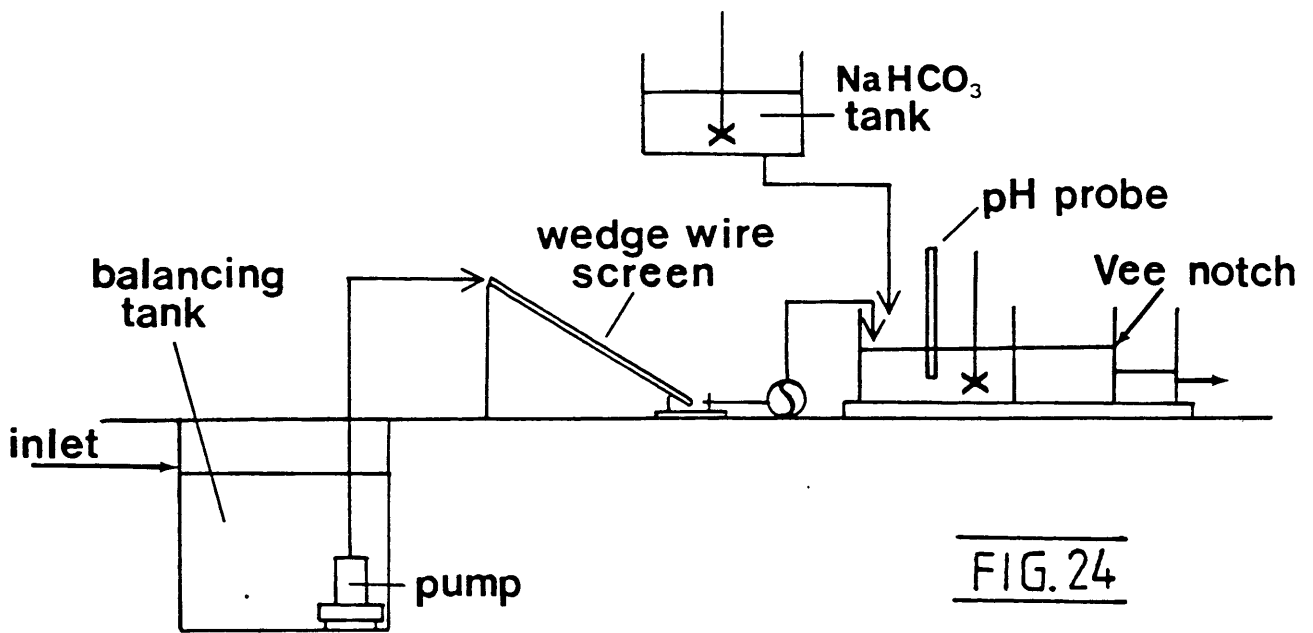 NaHCO₃
tank
pH probe
wedge wire
screen
Vee notch
balancing
tank
inlet
pump
FIG. 24